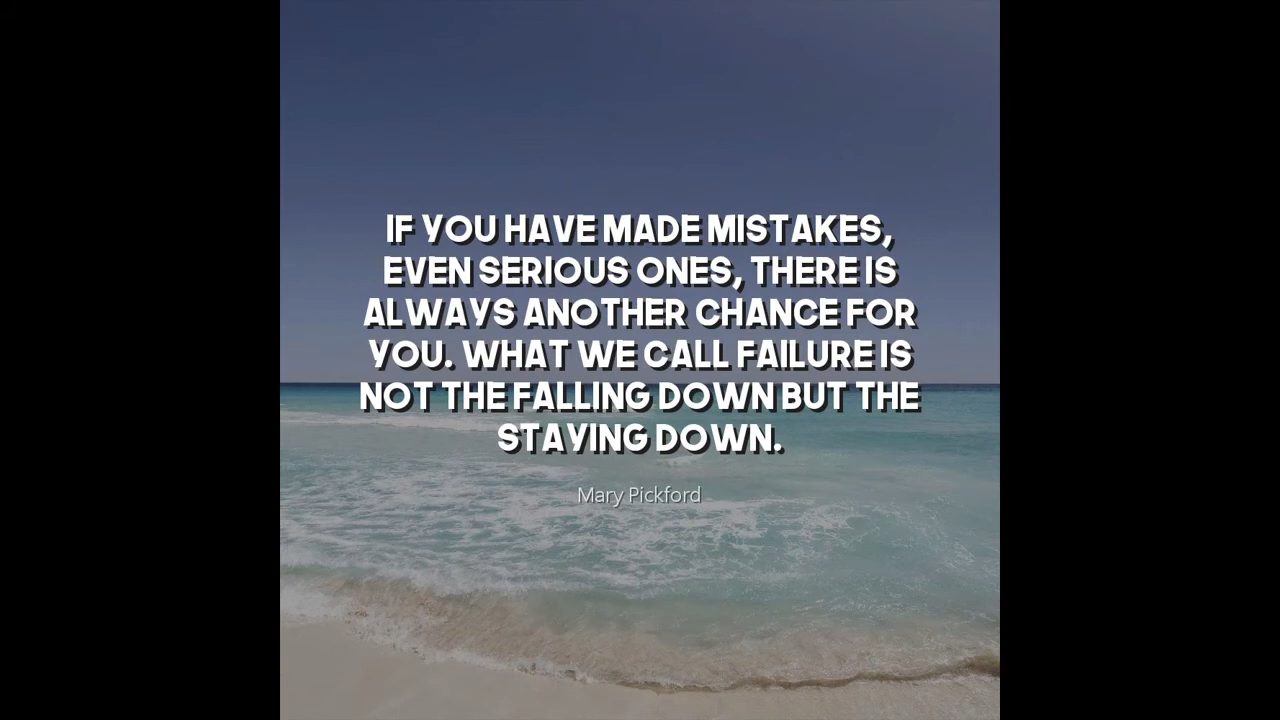 IF YOU HAVE MADE MISTAKES,
EVEN SERIOUS ONES, THERE IS
ALWAYS ANOTHER CHANCE FOR
YOU. WHAT WE CALL FAILURE IS
NOT THE FALLING DOWN BUT THE
STAYING DOWN.
Mary Pickford